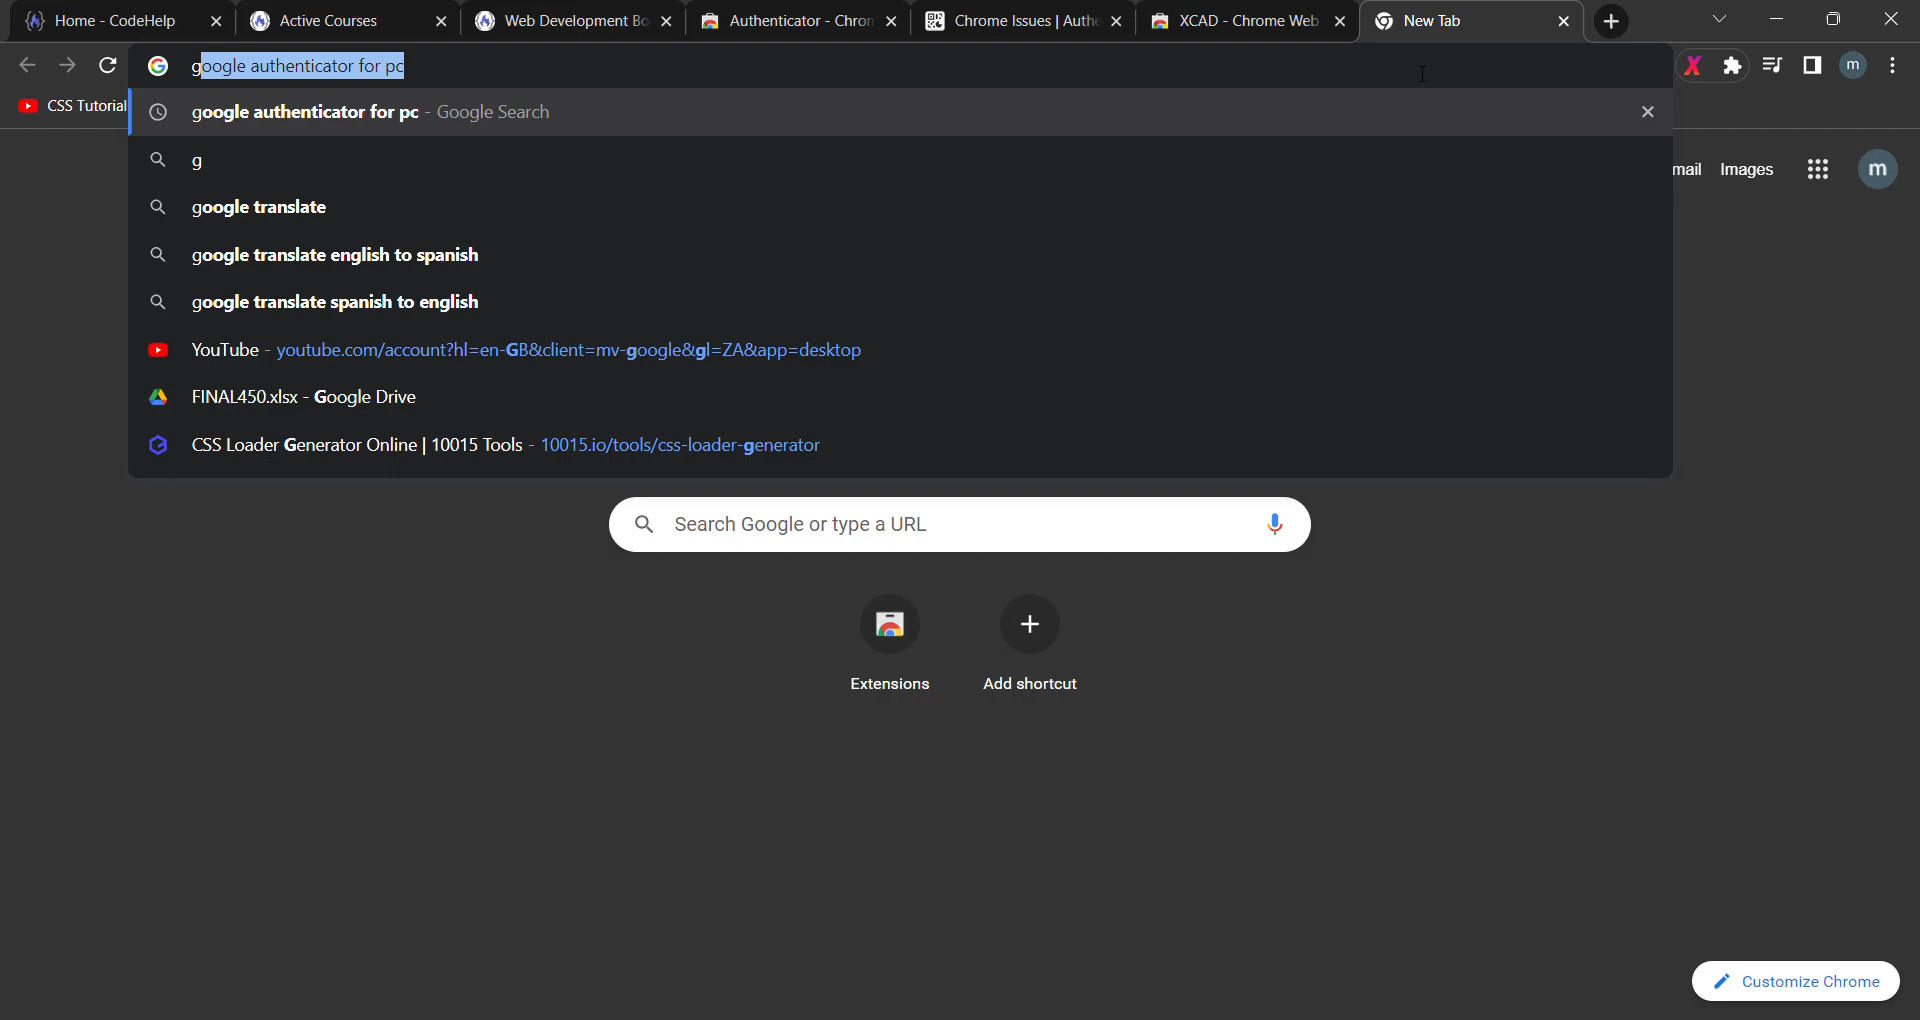 Home - CodeHelp
Active Courses
Web Development Bo
Authenticator - Chrom
Chrome Issues | Authe
XCAD - Chrome Web
New Tab
google authenticator for pc
m
CSS Tutorial
google authenticator for pc - Google Search
g
google translate
google translate english to spanish
google translate spanish to english
YouTube - youtube.com/account?hl=en-GB&client=mv-google&gl=ZA&app=desktop
FINAL450.xlsx - Google Drive
CSS Loader Generator Online | 10015 Tools - 10015.io/tools/css-loader-generator
mail Images m
Search Google or type a URL
Extensions
Add shortcut
Customize Chrome